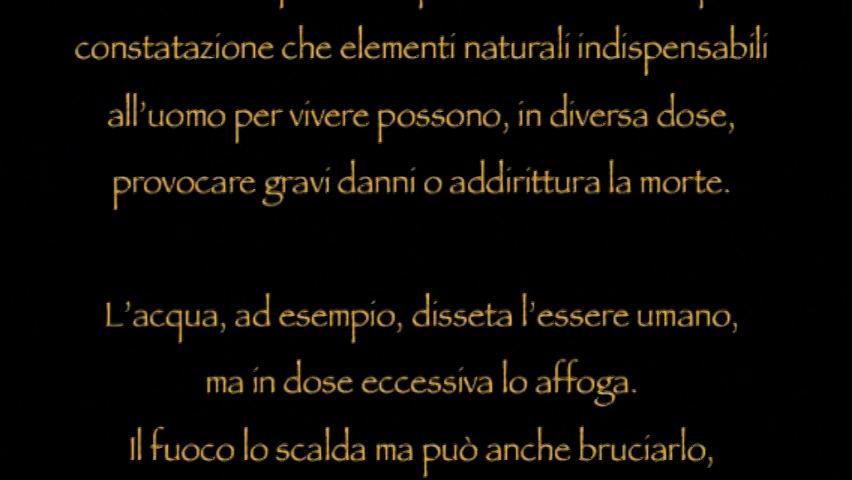 constatazione che elementi naturali indispensabili
all’uomo per vivere possono, in diversa dose,
provocare gravi danni o addirittura la morte.
L’acqua, ad esempio, disseta l’essere umano,
ma in dose eccessiva lo affoga.
Il fuoco lo scalda ma può anche bruciarlo,